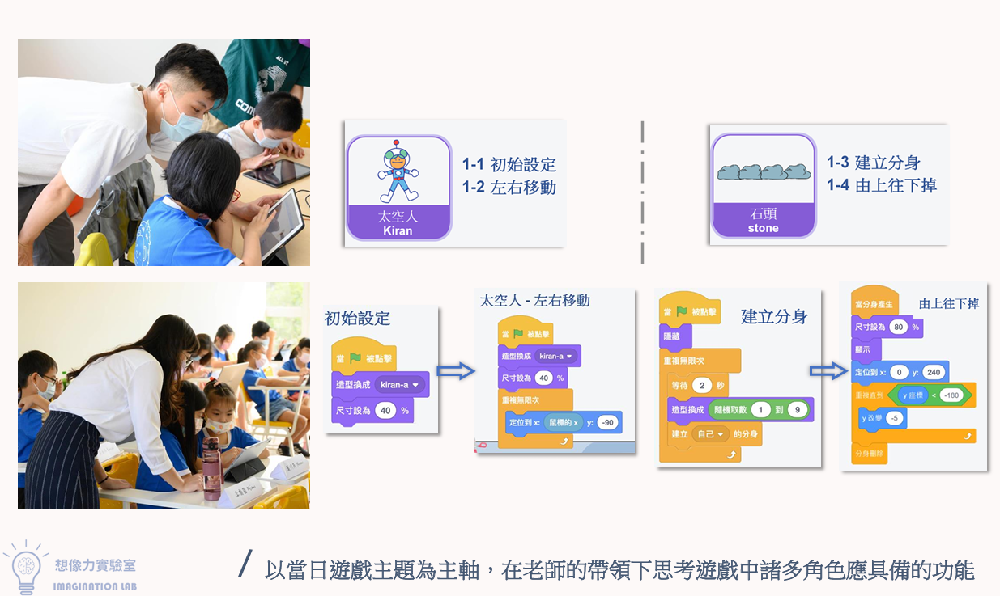 太空人
Kiran
1-1 初始設定
1-2 左右移動
石頭
stone
1-3 建立分身
1-4 由上往下掉
初始設定
當 被點擊
造型換成 kiran-a
尺寸設為 40 %
太空人 - 左右移動
當 被點擊
造型換成 kiran-a
尺寸設為 40 %
重複無限次
定位到 x: 鼠標的 x y: -90
建立分身
當 被點擊
隱藏
重複無限次
等待 2 秒
造型換成 隨機取數 1 到 9
建立 自己 的分身
由上往下掉
當分身產生
尺寸設為 80 %
顯示
定位到 x: 0 y: 240
重複直到 y 座標 < -180
y 改變 -5
分身刪除
想像力實驗室
IMAGINATION LAB
/ 以當日遊戲主題為主軸，在老師的帶領下思考遊戲中諸多角色應具備的功能